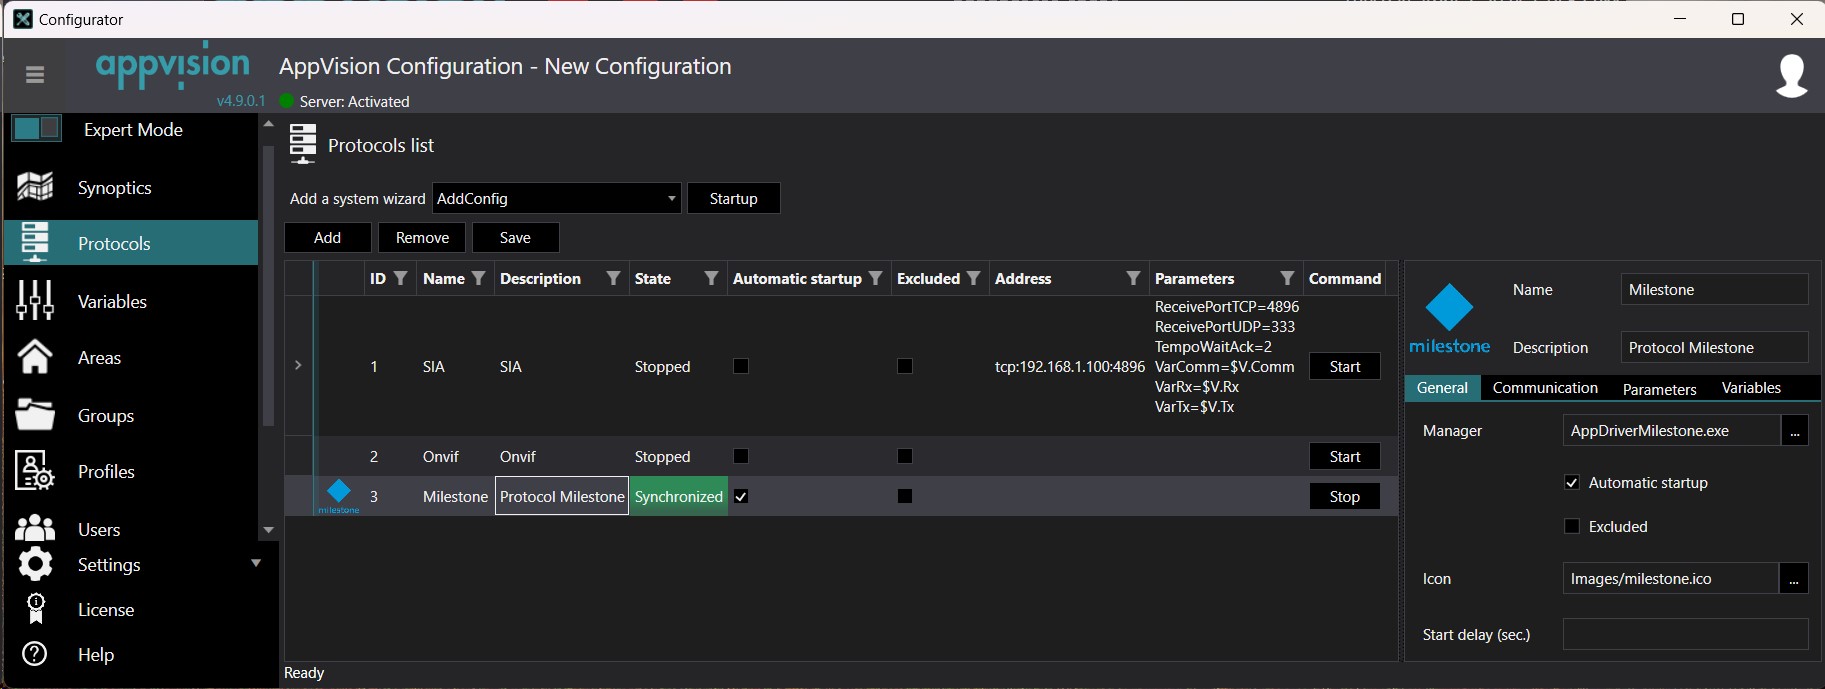 Configurator
appvision
v4.9.0.1
AppVision Configuration - New Configuration
Server: Activated
Expert Mode
Synoptics
Protocols
Variables
Areas
Groups
Profiles
Users
Settings
License
Help
Protocols list
Add a system wizard AddConfig Startup
Add Remove Save
ID Name Description State Automatic startup Excluded Address Parameters Command
1 SIA SIA Stopped tcp:192.168.1.100:4896 Start
ReceivePortTCP=4896
ReceivePortUDP=333
TempoWaitAck=2
VarComm=$V.Comm
VarRx=$V.Rx
VarTx=$V.Tx
2 Onvif Onvif Stopped Start
milestone 3 Milestone Protocol Milestone Synchronized Stop
Ready
milestone
Name Milestone
Description Protocol Milestone
General Communication Parameters Variables
Manager AppDriverMilestone.exe ...
Automatic startup
Excluded
Icon Images/milestone.ico ...
Start delay (sec.)